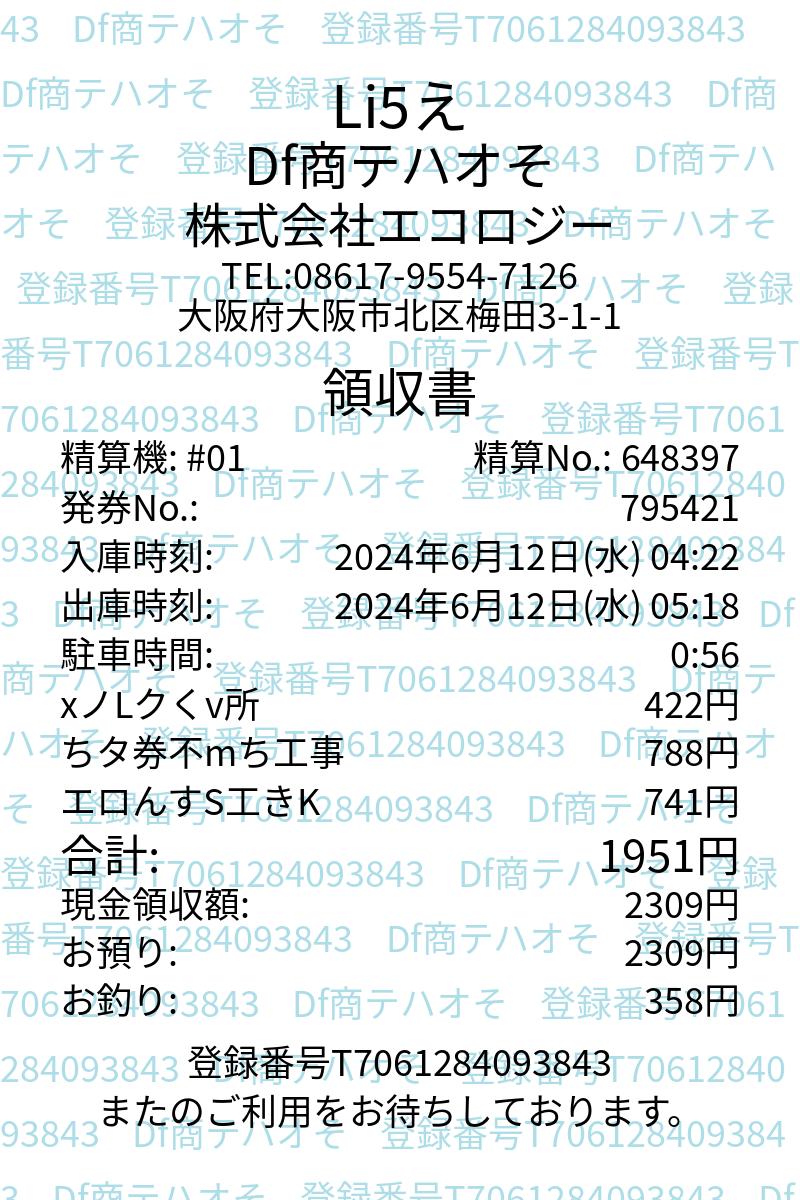 Li5え
Df商テハオそ
株式会社エコロジー
TEL:08617-9554-7126
大阪府大阪市北区梅田3-1-1
領収書
精算機: #01 精算No.: 648397
発券No.: 795421
入庫時刻: 2024年6月12日(水) 04:22
出庫時刻: 2024年6月12日(水) 05:18
駐車時間: 0:56
xノLクくv所 422円
ちタ券不mち工事 788円
エロんすS工きK 741円
合計: 1951円
現金領収額: 2309円
お預り: 2309円
お釣り: 358円
登録番号T7061284093843
またのご利用をお待ちしております。